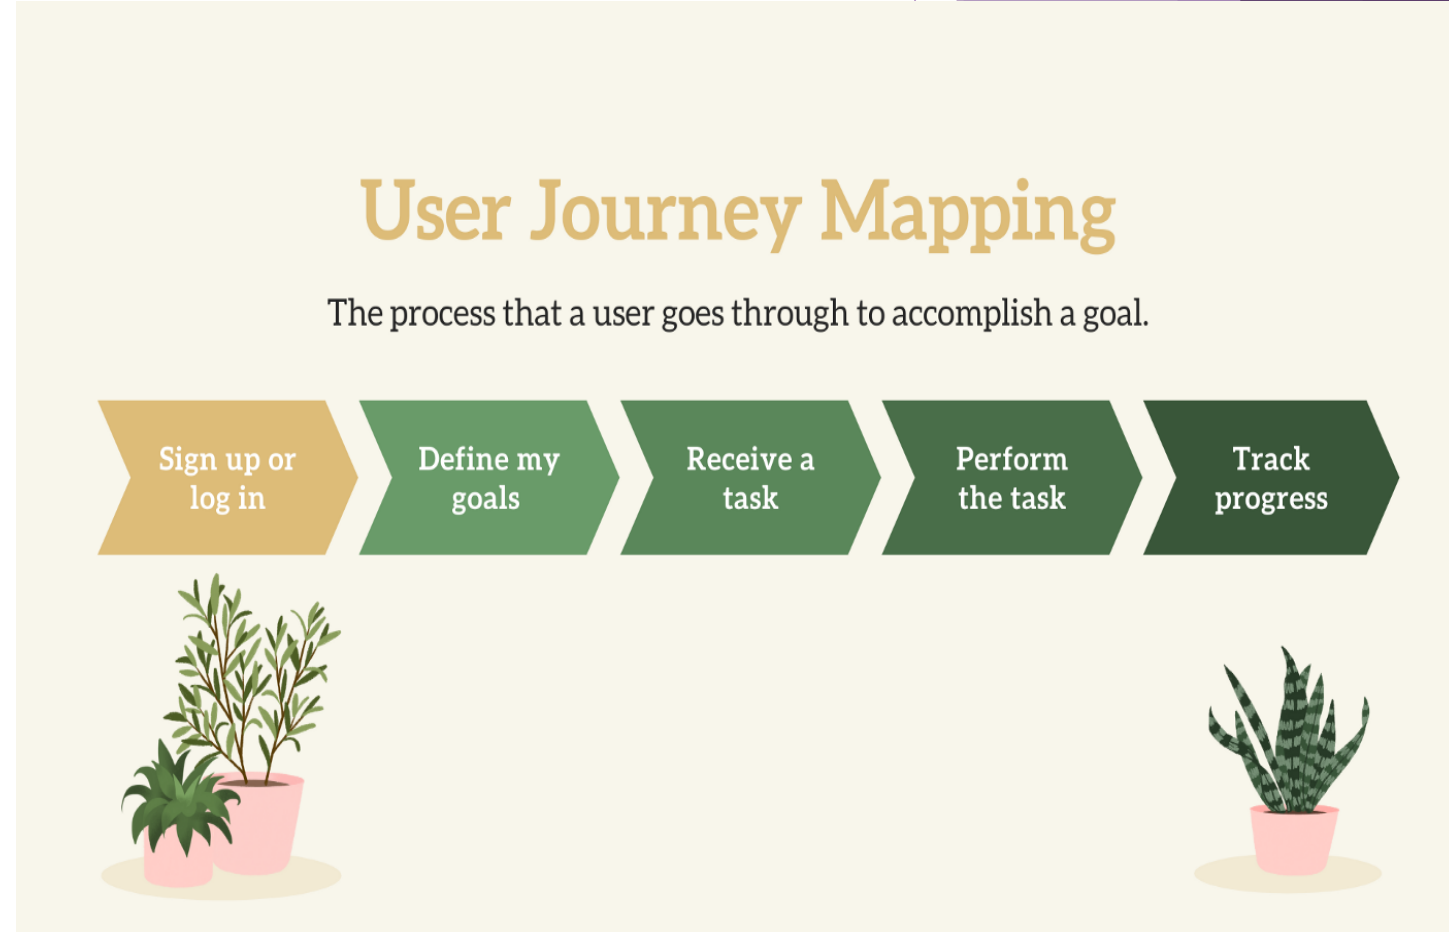 User Journey Mapping
The process that a user goes through to accomplish a goal.
Sign up or
log in
Define my
goals
Receive a
task
Perform
the task
Track
progress